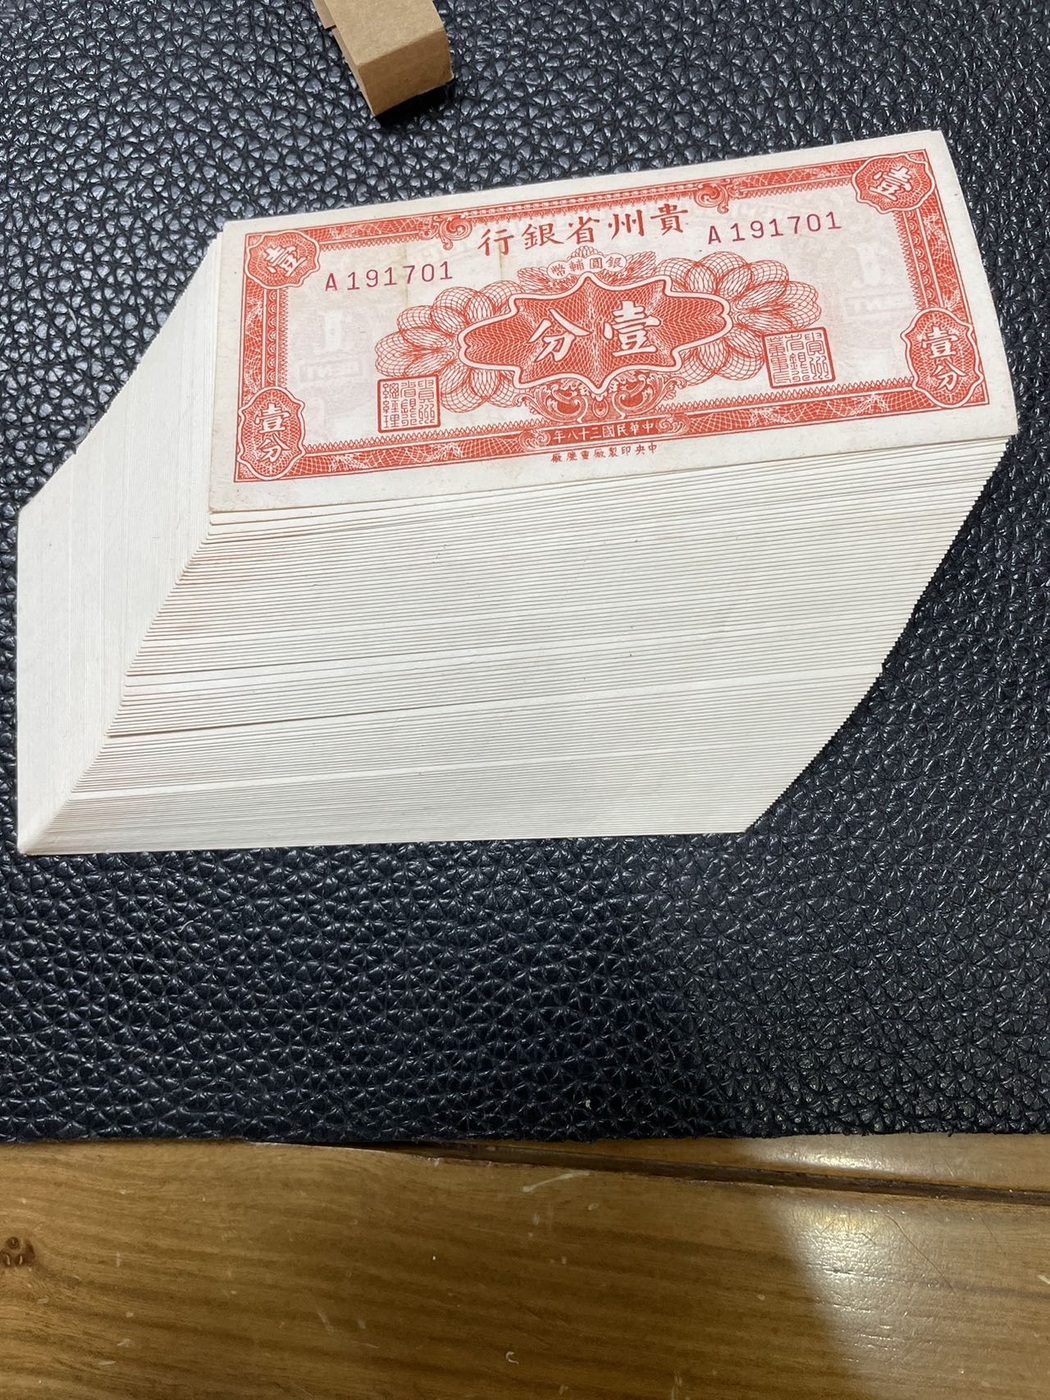 貴州省銀行
A191701
A191701
銀圓輔幣
壹
壹分
壹分
壹分
中華民國三十八年
中央印製廠重慶廠